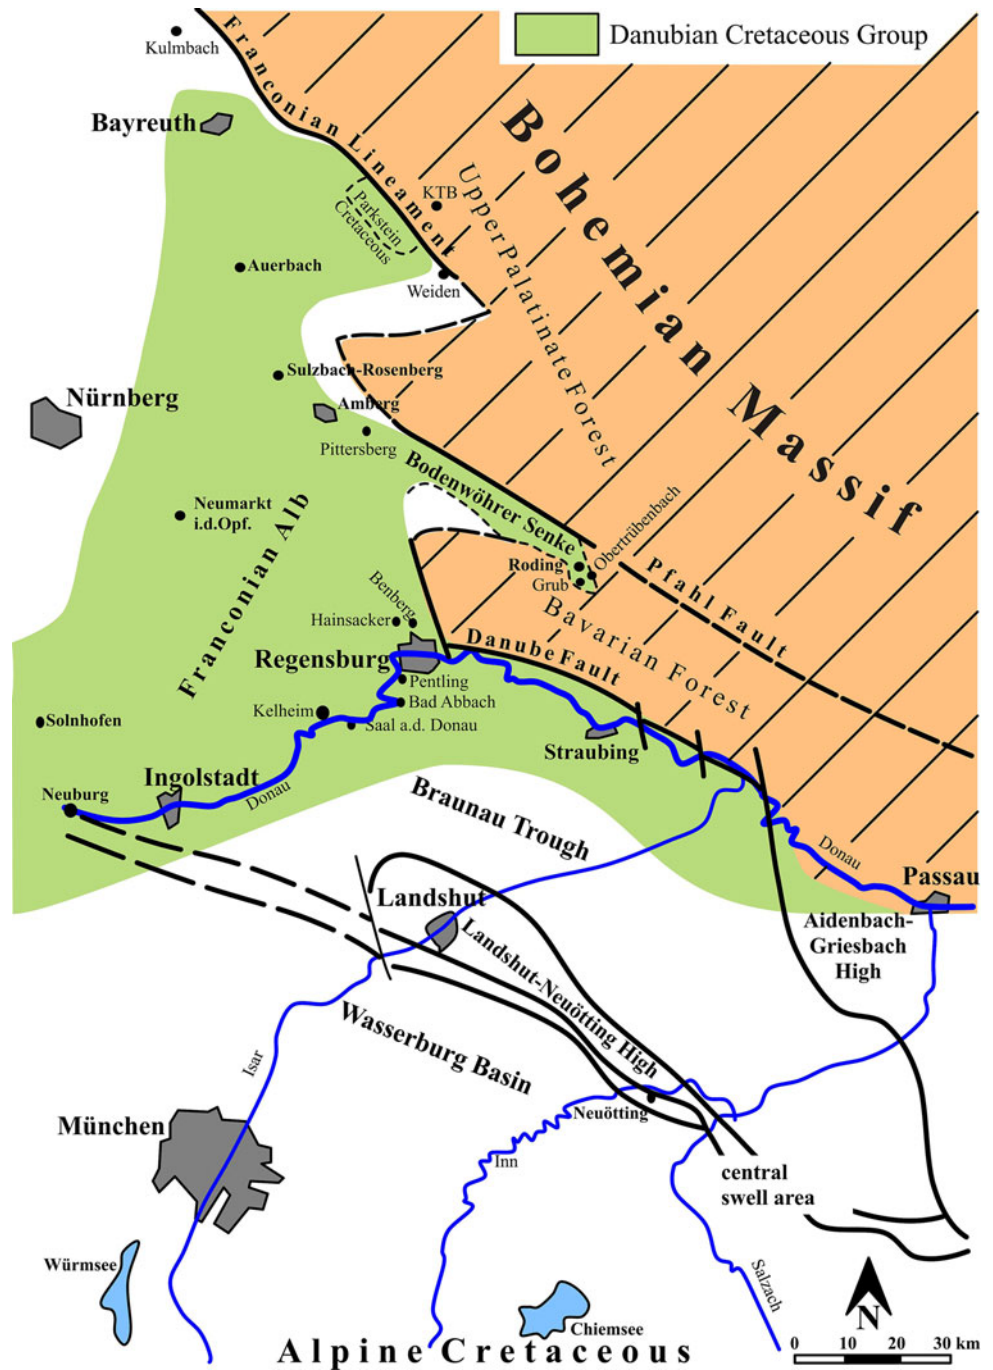 Danubian Cretaceous Group
Kulmbach
Franconian Lineament
Bayreuth
Bohemian Massif
KTB
Upper Palatinate Forest
Parkstein
Cretaceous
Auerbach
Weiden
Sulzbach-Rosenberg
Nürnberg
Amberg
Pittersberg
Bodenwöhrer Senke
Neumarkt
i.d.Opf.
Franconian Alb
Obertrübenbach
Roding
Grub
Pfahl Fault
Benberg
Hainsacker
Bavarian Forest
Regensburg
Danube Fault
Pentling
Bad Abbach
Kelheim
Saal a.d. Donau
Solnhofen
Straubing
Ingolstadt
Neuburg
Donau
Braunau Trough
Donau
Passau
Landshut
Aidenbach-
Griesbach
High
Landshut-Neuötting High
Wasserburg Basin
Isar
Neuötting
München
Inn
central
swell area
Würmsee
Salzach
Chiemsee
N
0 10 20 30 km
Alpine Cretaceous